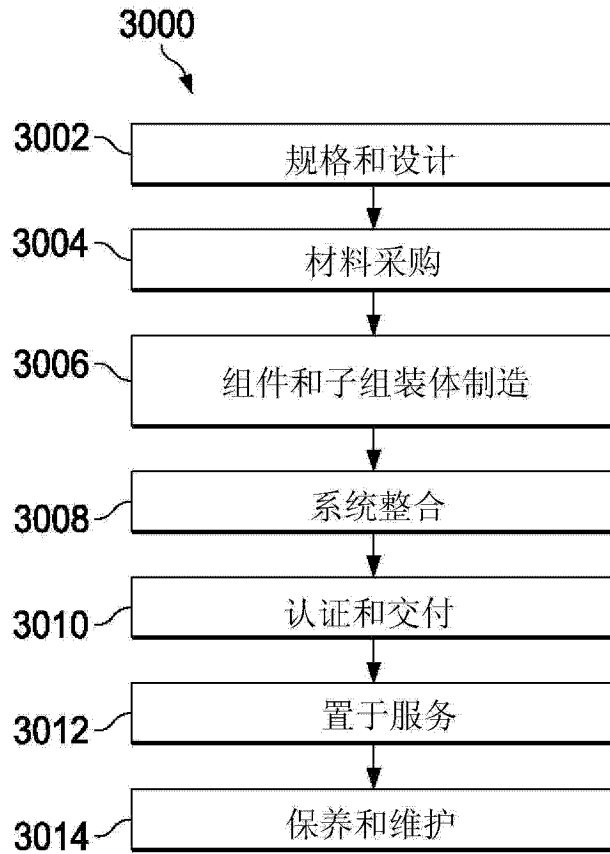 3000
3002 规格和设计
3004 材料采购
3006 组件和子组装体制造
3008 系统整合
3010 认证和交付
3012 置于服务
3014 保养和维护